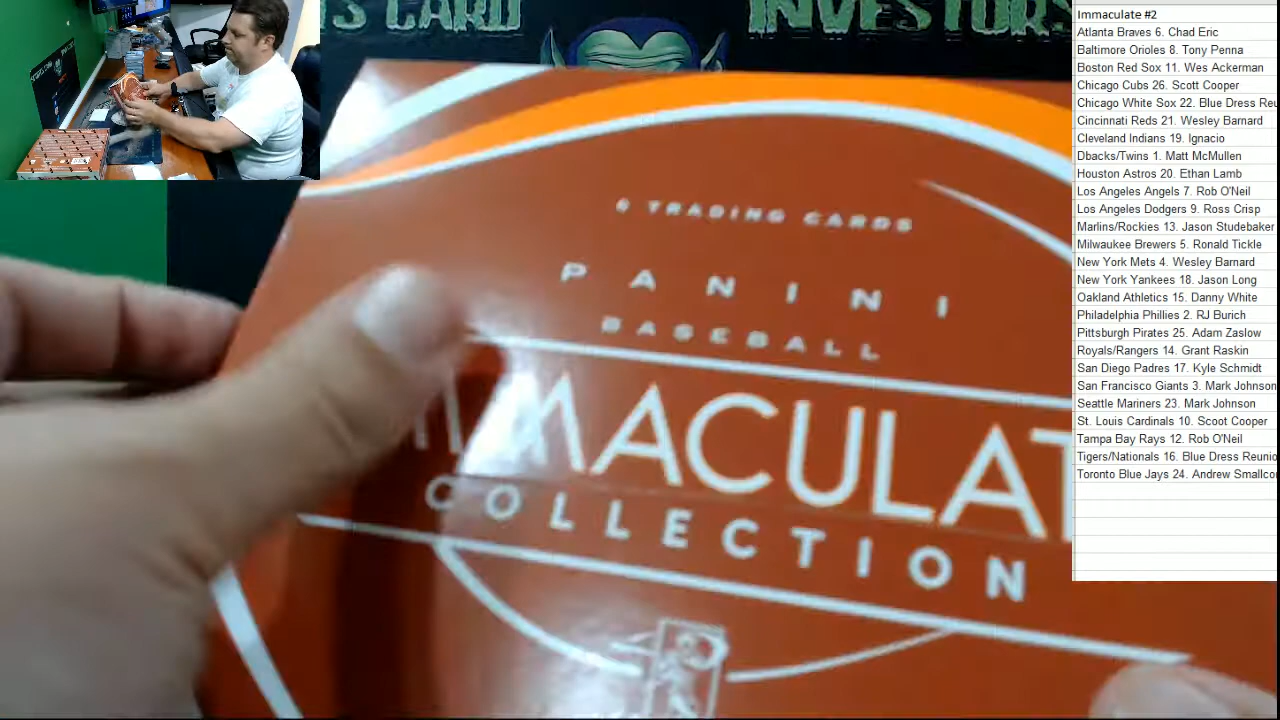 TS CARD INVESTORS
6 TRADING CARDS
PANINI
BASEBALL
IMMACULAT
COLLECTION
Immaculate #2
Atlanta Braves 6. Chad Eric
Baltimore Orioles 8. Tony Penna
Boston Red Sox 11. Wes Ackerman
Chicago Cubs 26. Scott Cooper
Chicago White Sox 22. Blue Dress Re
Cincinnati Reds 21. Wesley Barnard
Cleveland Indians 19. Ignacio
Dbacks/Twins 1. Matt McMullen
Houston Astros 20. Ethan Lamb
Los Angeles Angels 7. Rob O'Neil
Los Angeles Dodgers 9. Ross Crisp
Marlins/Rockies 13. Jason Studebaker
Milwaukee Brewers 5. Ronald Tickle
New York Mets 4. Wesley Barnard
New York Yankees 18. Jason Long
Oakland Athletics 15. Danny White
Philadelphia Phillies 2. RJ Burich
Pittsburgh Pirates 25. Adam Zaslow
Royals/Rangers 14. Grant Raskin
San Diego Padres 17. Kyle Schmidt
San Francisco Giants 3. Mark Johnson
Seattle Mariners 23. Mark Johnson
St. Louis Cardinals 10. Scoot Cooper
Tampa Bay Rays 12. Rob O'Neil
Tigers/Nationals 16. Blue Dress Reunio
Toronto Blue Jays 24. Andrew Smallco